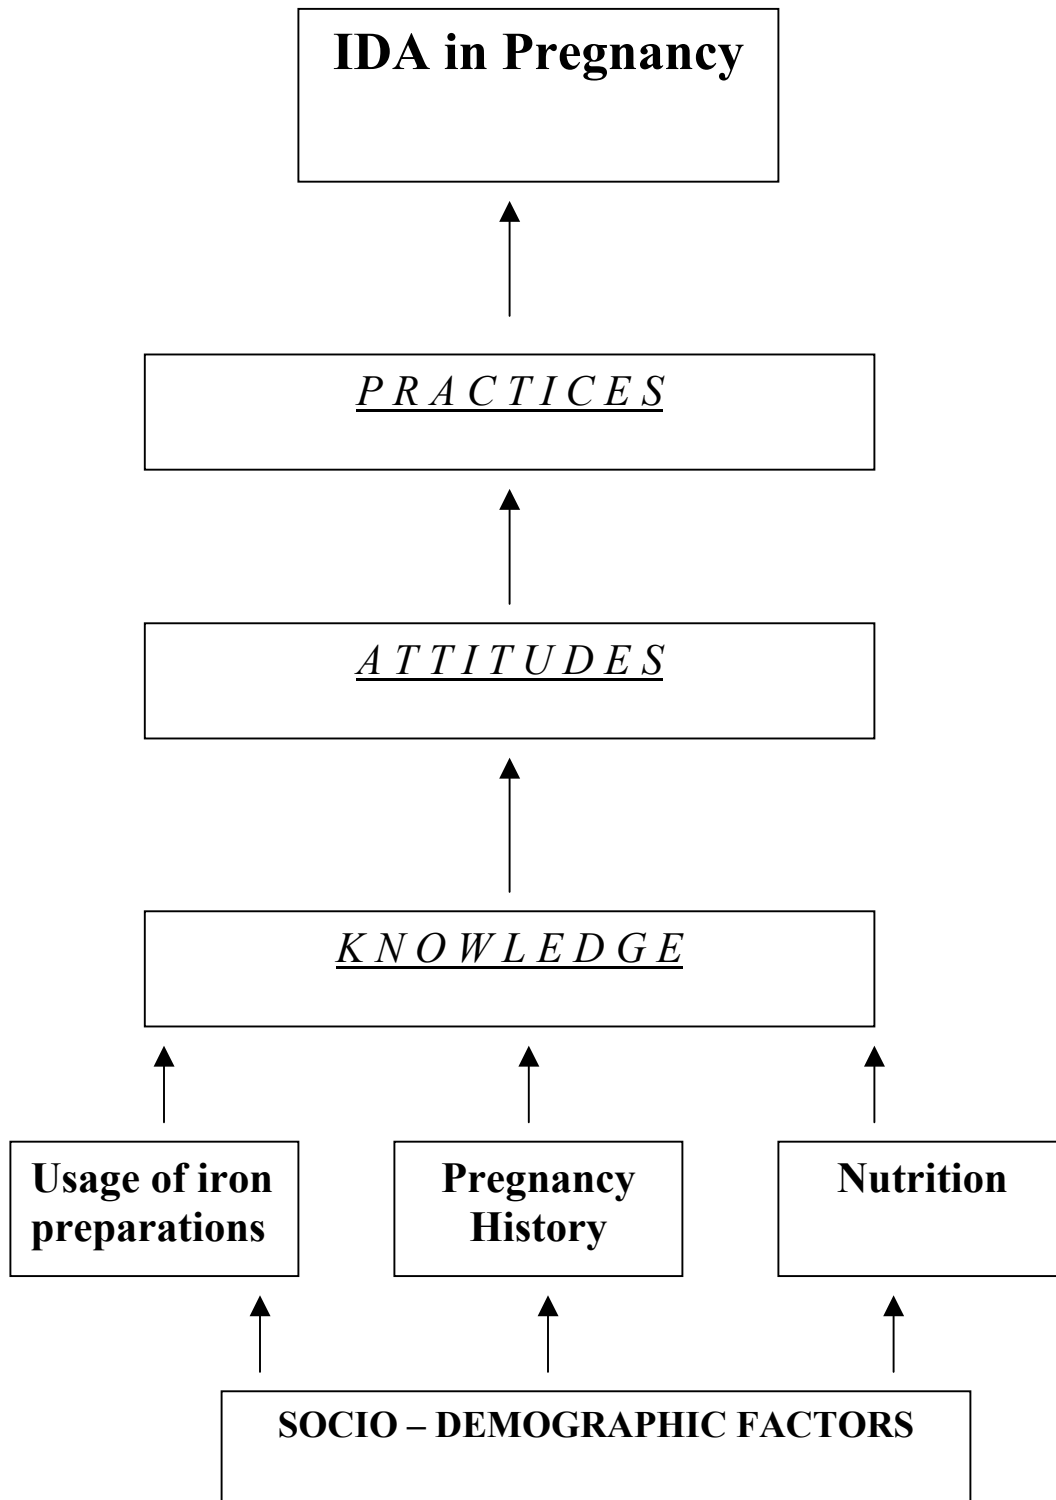 IDA in Pregnancy
P R A C T I C E S
A T T I T U D E S
K N O W L E D G E
Usage of iron
preparations
Pregnancy
History
Nutrition
SOCIO – DEMOGRAPHIC FACTORS